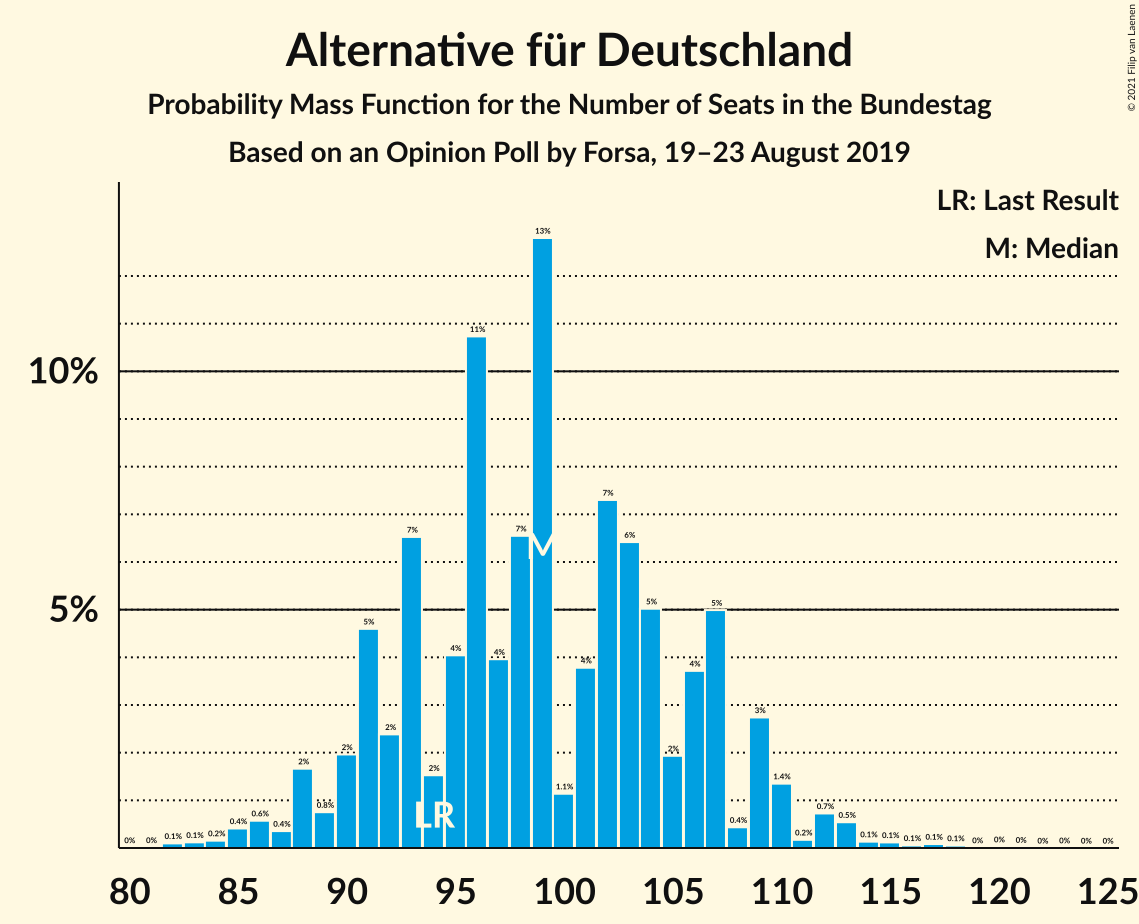 Alternative für Deutschland
Probability Mass Function for the Number of Seats in the Bundestag
Based on an Opinion Poll by Forsa, 19–23 August 2019
© 2021 Filip van Laenen
LR: Last Result
M: Median
10%
5%
0% 0% 0.1% 0.1% 0.2% 0.4% 0.6% 0.4% 2% 0.8% 2% 5% 2% 7% 2% 4% 11% 4% 7% 13% 1.1% 4% 7% 6% 5% 2% 4% 5% 0.4% 3% 1.4% 0.2% 0.7% 0.5% 0.1% 0.1% 0.1% 0.1% 0.1% 0% 0% 0% 0% 0% 0% 0%
M
LR
80 85 90 95 100 105 110 115 120 125